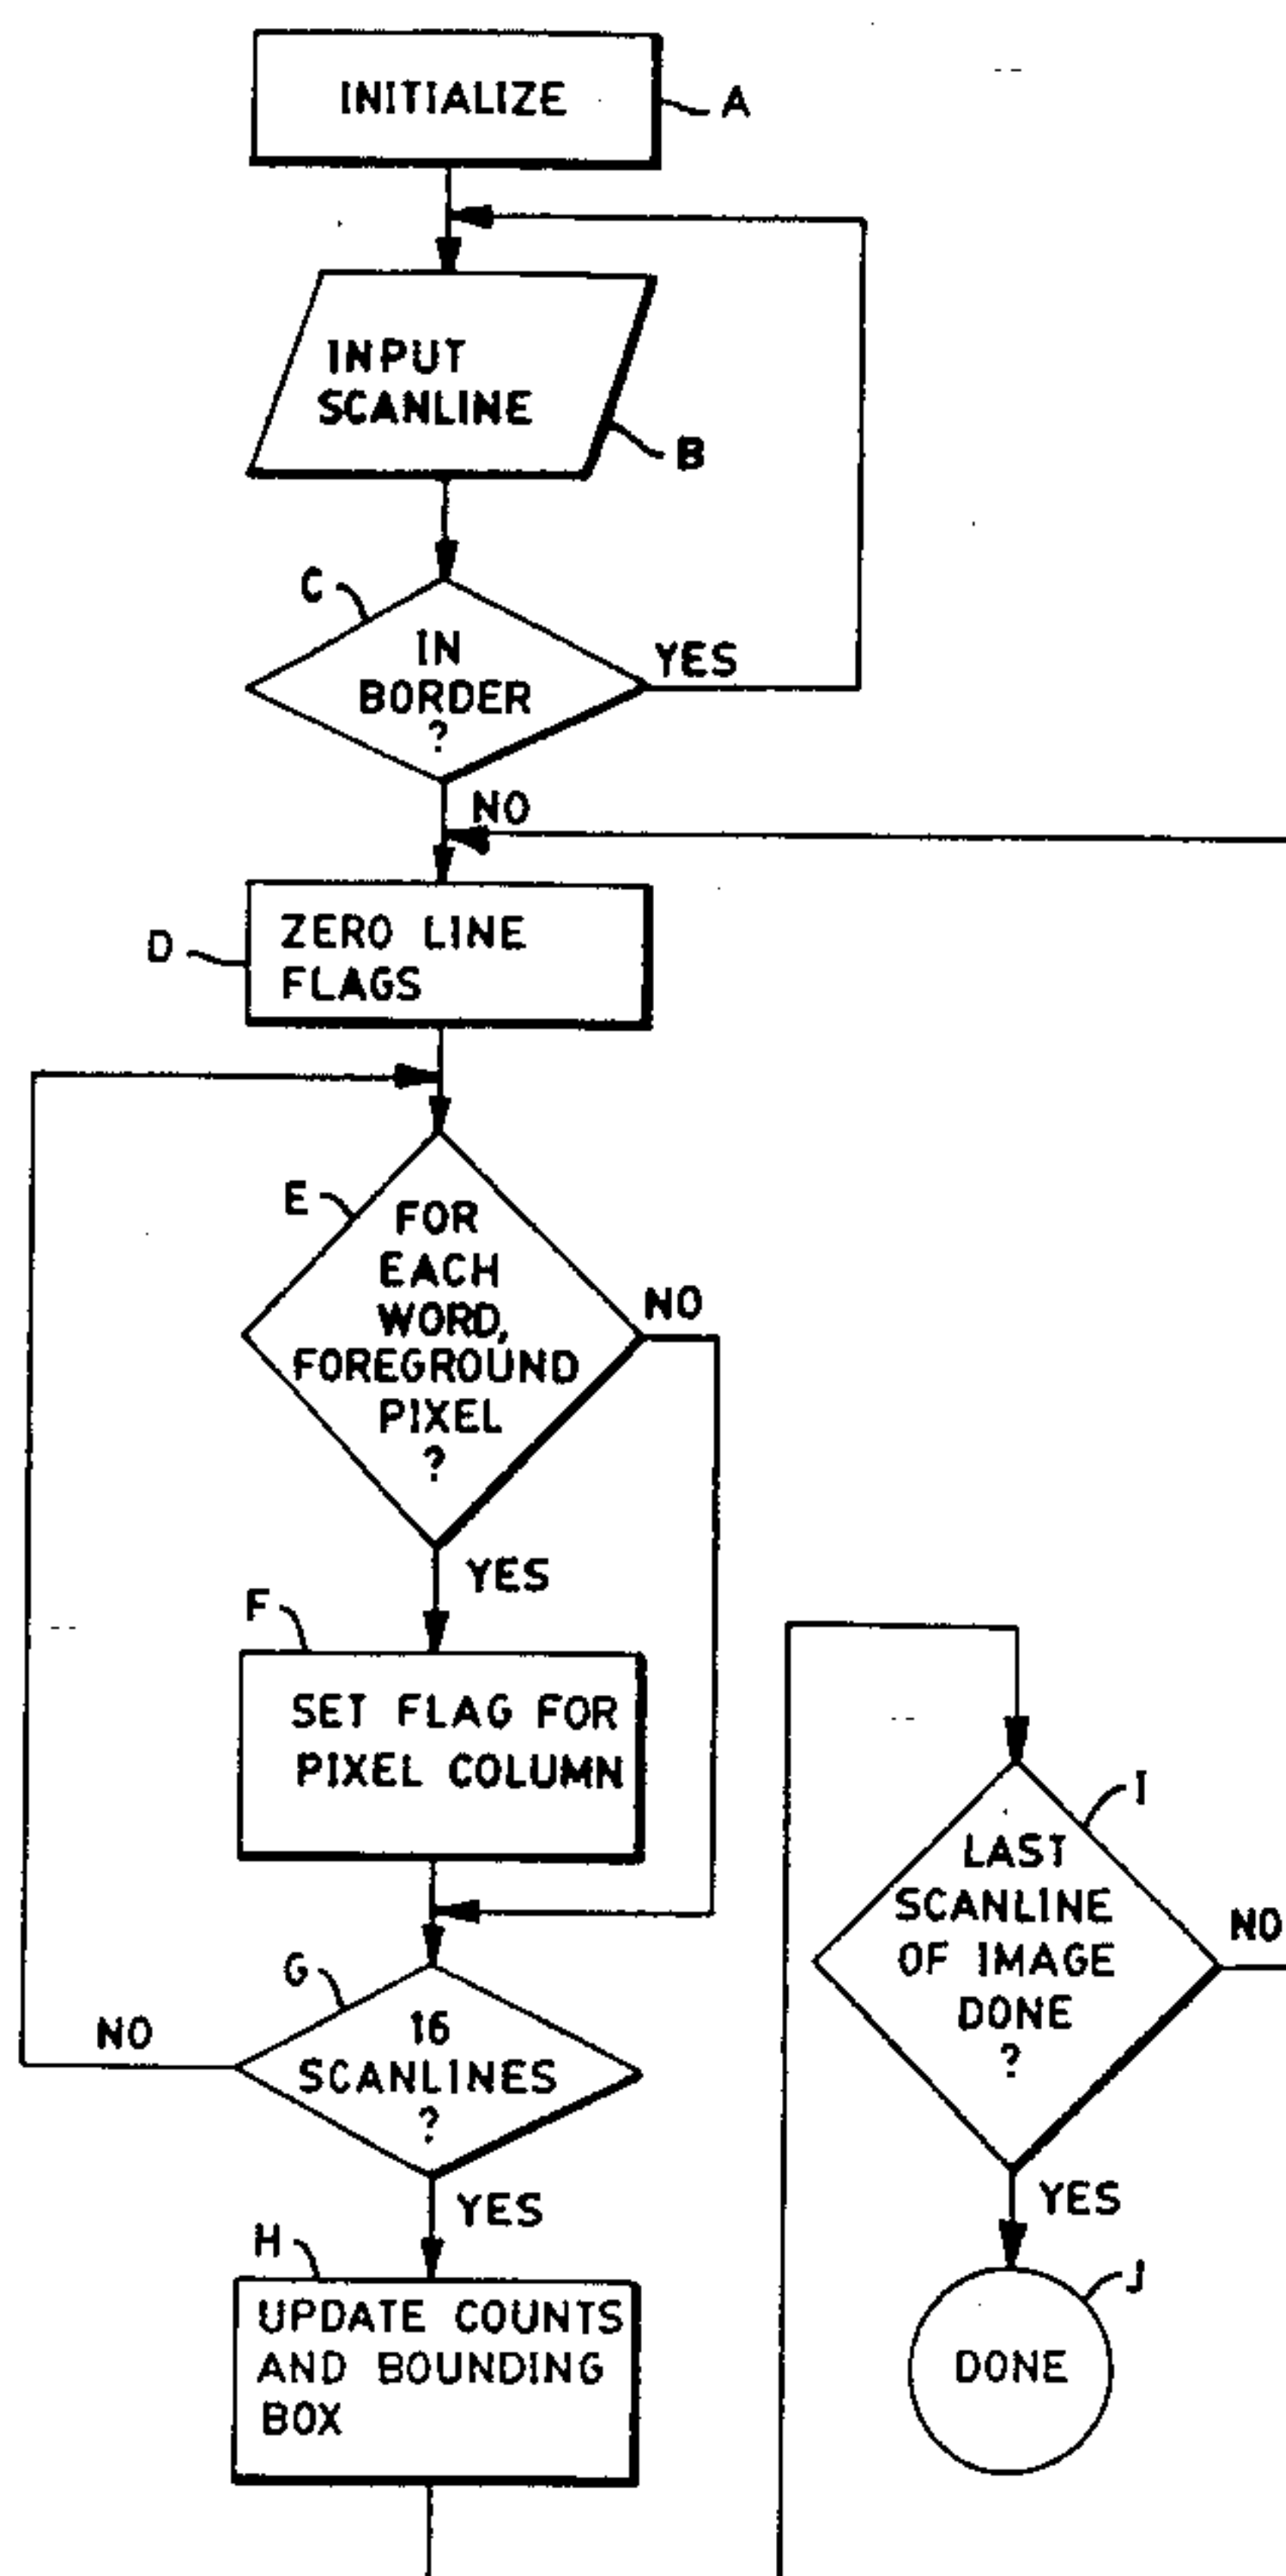 INITIALIZE
A
INPUT
SCANLINE
B
C
IN
BORDER
?
YES
NO
D
ZERO LINE
FLAGS
E
FOR
EACH
WORD,
FOREGROUND
PIXEL
?
NO
YES
F
SET FLAG FOR
PIXEL COLUMN
G
16
SCANLINES
?
NO
YES
H
UPDATE COUNTS
AND BOUNDING
BOX
I
LAST
SCANLINE
OF IMAGE
DONE
?
NO
YES
J
DONE